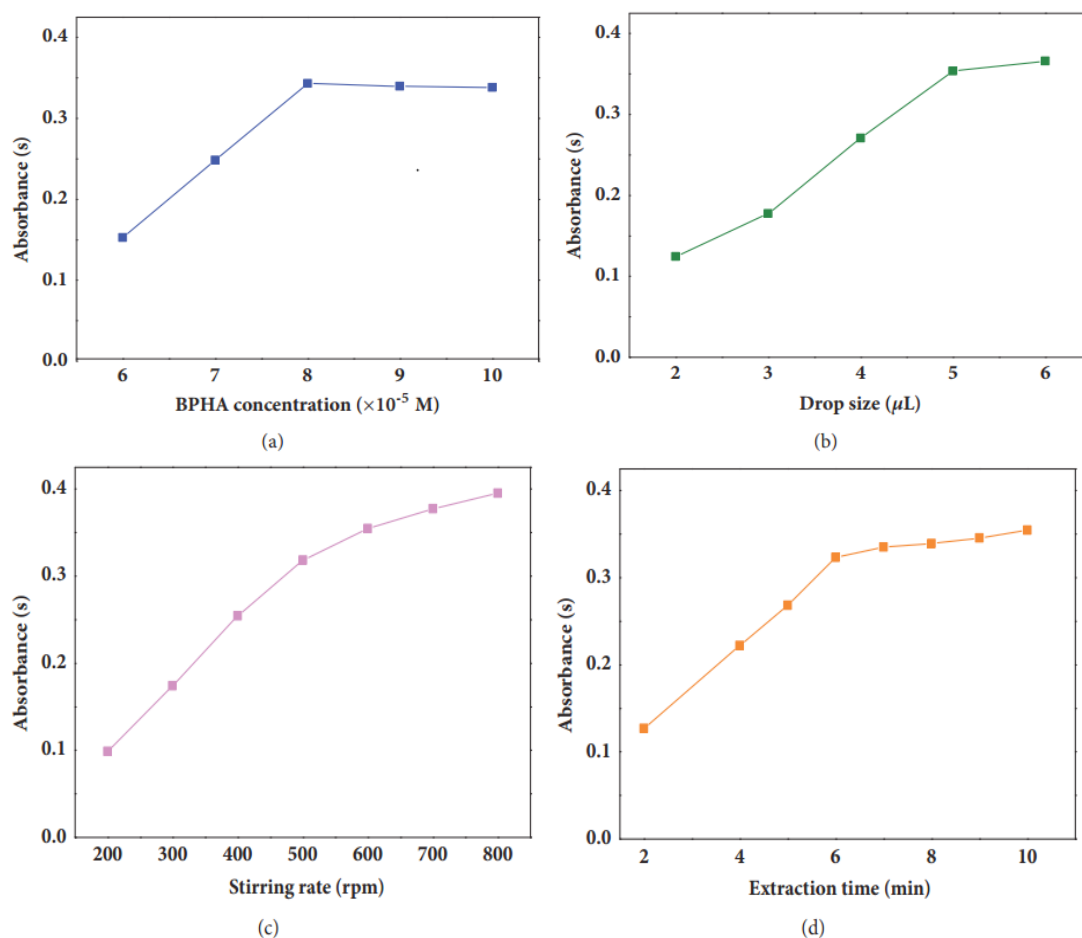 0.4
0.3
0.2
0.1
0.0
Absorbance (s)
6 7 8 9 10
BPHA concentration (×10⁻⁵ M)
(a)
0.4
0.3
0.2
0.1
0.0
Absorbance (s)
2 3 4 5 6
Drop size (μL)
(b)
0.4
0.3
0.2
0.1
0.0
Absorbance (s)
200 300 400 500 600 700 800
Stirring rate (rpm)
(c)
0.4
0.3
0.2
0.1
0.0
Absorbance (s)
2 4 6 8 10
Extraction time (min)
(d)